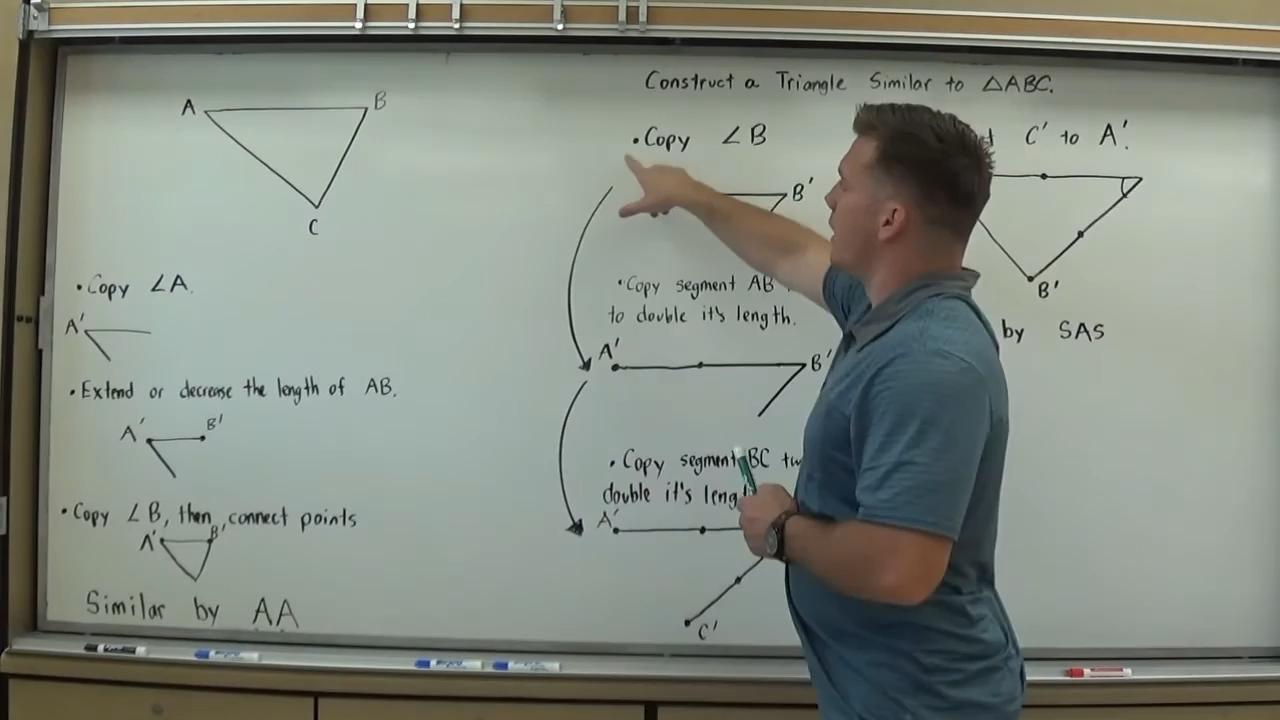 Construct a Triangle Similar to △ABC.
A
B
C
• Copy ∠A.
A'
• Extend or decrease the length of AB.
A'
B'
• Copy ∠B, then connect points
A'
B'
Similar by AA
• Copy ∠B
B'
• Copy segment AB
to double it's length.
A'
B'
• Copy segment BC
double it's
A'
C'
C' to A'.
B'
by SAS